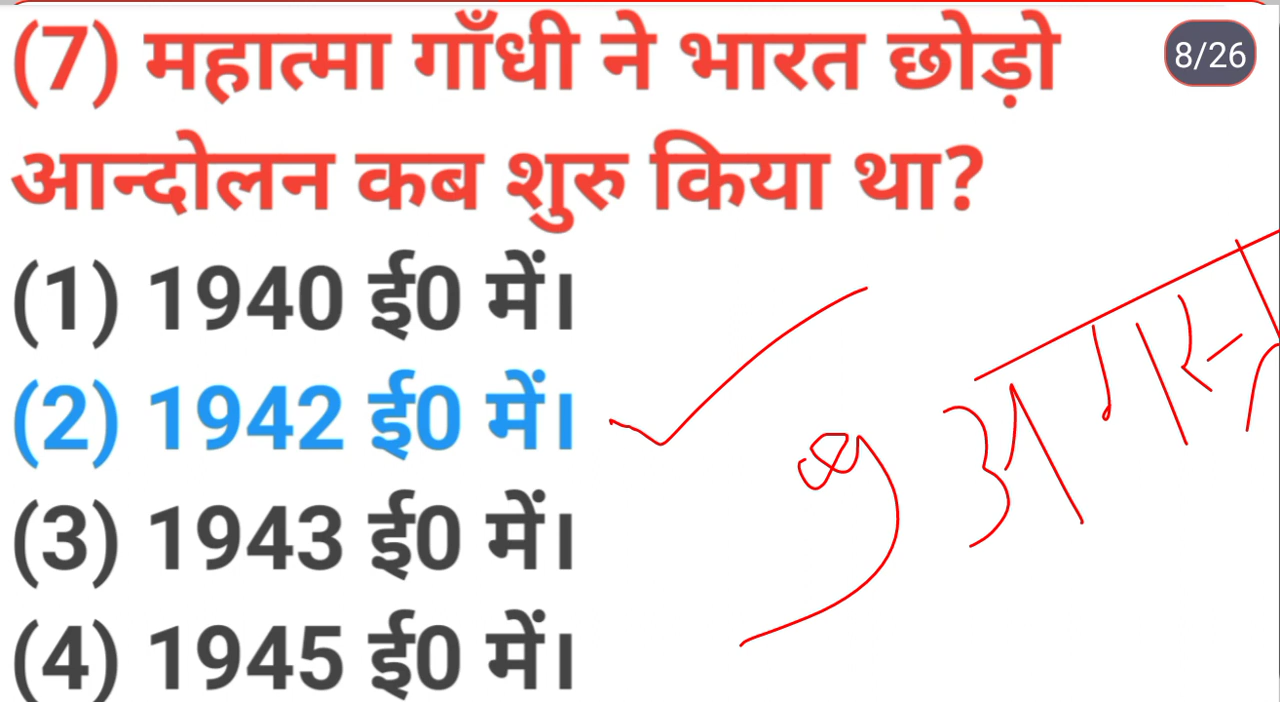 (7) महात्मा गाँधी ने भारत छोड़ो
8/26
आन्दोलन कब शुरु किया था?
(1) 1940 ई0 में।
(2) 1942 ई0 में।
9 अगस्त
(3) 1943 ई0 में।
(4) 1945 ई0 में।